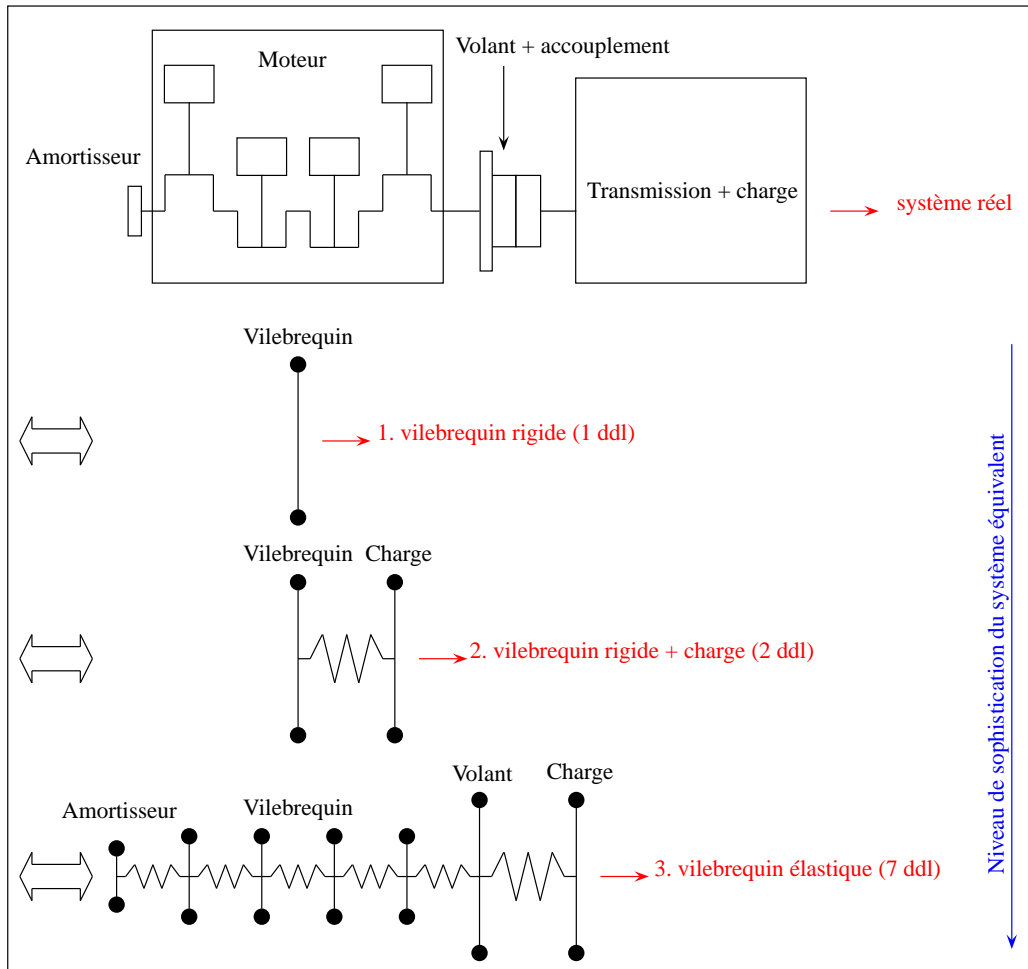 Volant + accouplement
Moteur
Amortisseur
Transmission + charge
système réel
Vilebrequin
1. vilebrequin rigide (1 ddl)
Vilebrequin
Charge
2. vilebrequin rigide + charge (2 ddl)
Volant
Charge
Amortisseur
Vilebrequin
3. vilebrequin élastique (7 ddl)
Niveau de sophistication du système équivalent